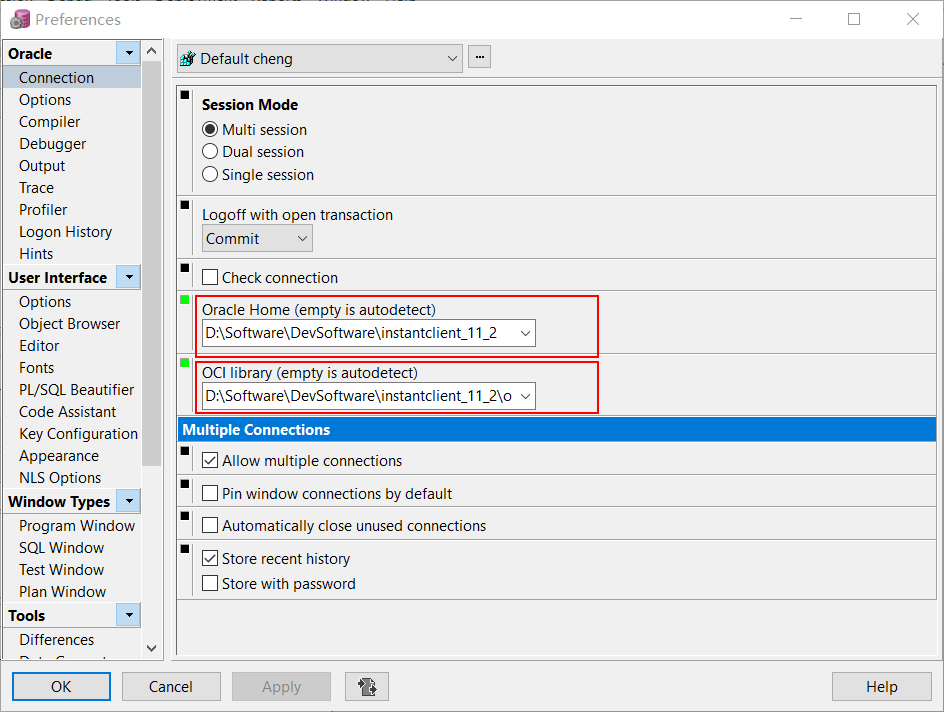 Preferences
Oracle
Connection
Options
Compiler
Debugger
Output
Trace
Profiler
Logon History
Hints
User Interface
Options
Object Browser
Editor
Fonts
PL/SQL Beautifier
Code Assistant
Key Configuration
Appearance
NLS Options
Window Types
Program Window
SQL Window
Test Window
Plan Window
Tools
Differences
Default cheng
...
Session Mode
Multi session
Dual session
Single session
Logoff with open transaction
Commit
Check connection
Oracle Home (empty is autodetect)
D:\Software\DevSoftware\instantclient_11_2
OCI library (empty is autodetect)
D:\Software\DevSoftware\instantclient_11_2\o
Multiple Connections
Allow multiple connections
Pin window connections by default
Automatically close unused connections
Store recent history
Store with password
OK
Cancel
Apply
Help